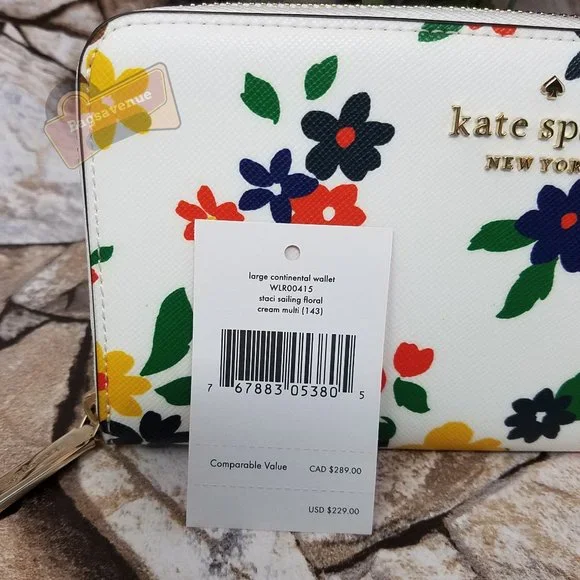 Bagsavenue
kate sp
NEW YORK
large continental wallet
WLR00415
staci sailing floral
cream multi (143)
7 67883 05380 5
Comparable Value CAD $289.00
USD $229.00